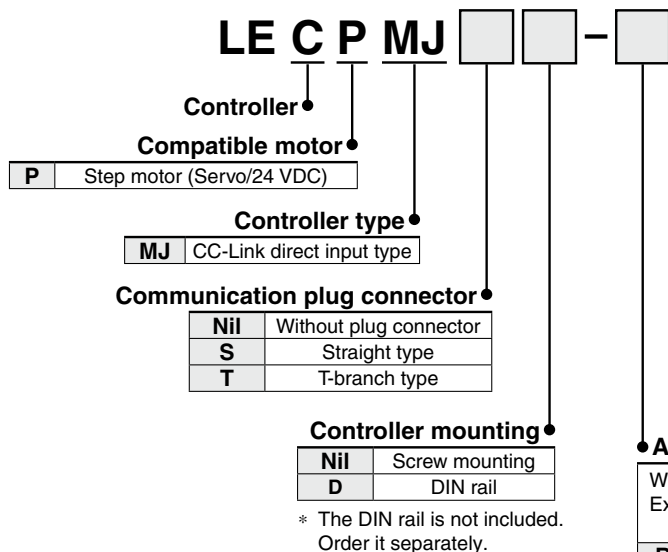 LE C P MJ –
Controller
Compatible motor
P Step motor (Servo/24 VDC)
Controller type
MJ CC-Link direct input type
Communication plug connector
Nil Without plug connector
S Straight type
T T-branch type
Controller mounting
Nil Screw mounting
D DIN rail
* The DIN rail is not included.
Order it separately.